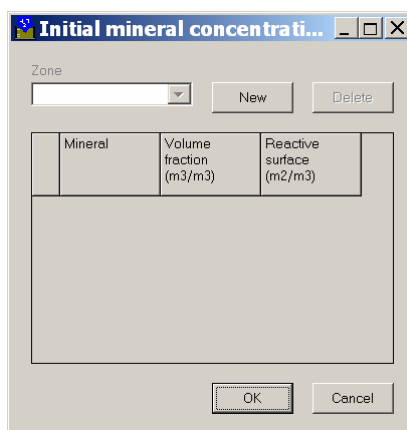 Initial mineral concentrati...
Zone
New
Delete
Mineral
Volume
fraction
(m3/m3)
Reactive
surface
(m2/m3)
OK
Cancel